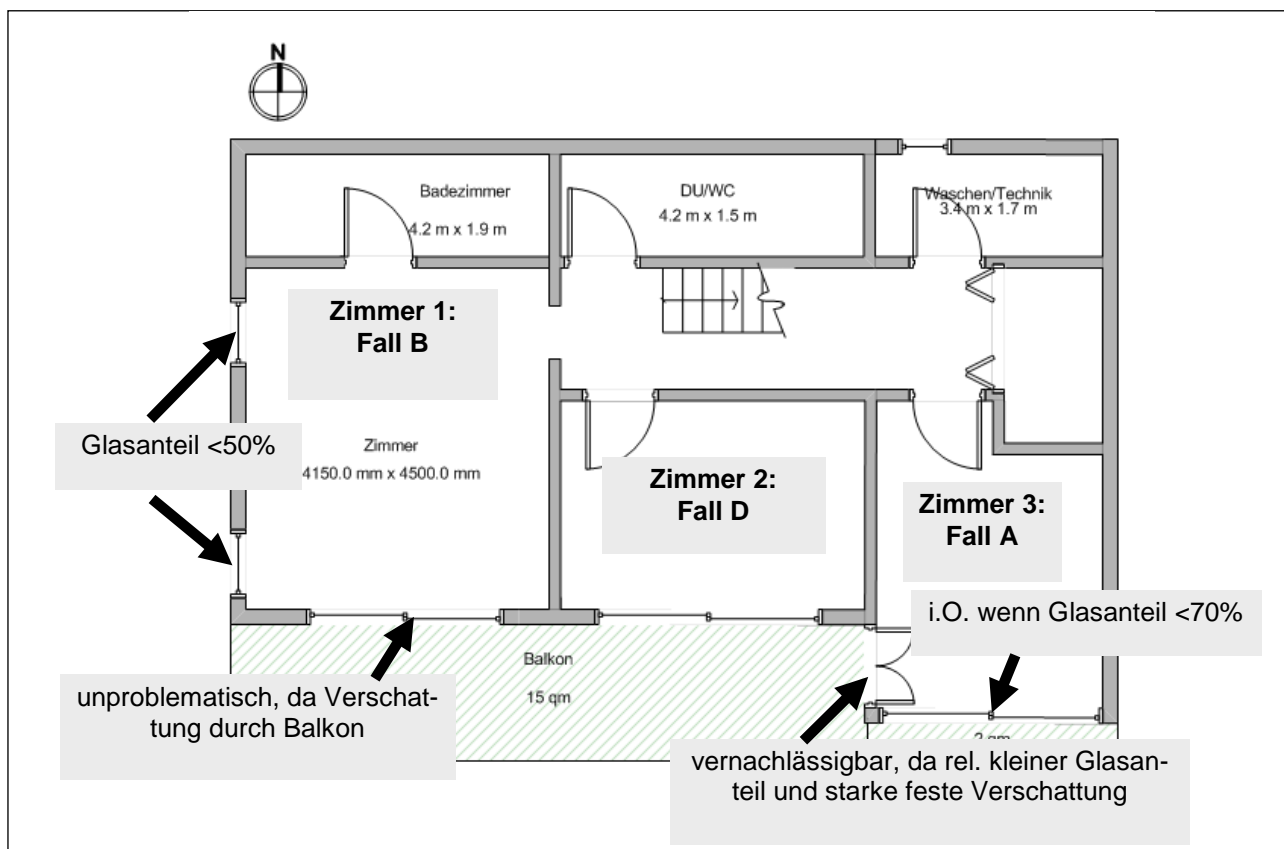 N
Badezimmer
4.2 m x 1.9 m
DU/WC
4.2 m x 1.5 m
Waschen/Technik
3.4 m x 1.7 m
Zimmer 1:
Fall B
Glasanteil <50%
Zimmer
4150.0 mm x 4500.0 mm
Zimmer 2:
Fall D
Zimmer 3:
Fall A
i.O. wenn Glasanteil <70%
Balkon
15 qm
unproblematisch, da Verschat-
tung durch Balkon
2 qm
vernachlässigbar, da rel. kleiner Glasan-
teil und starke feste Verschattung